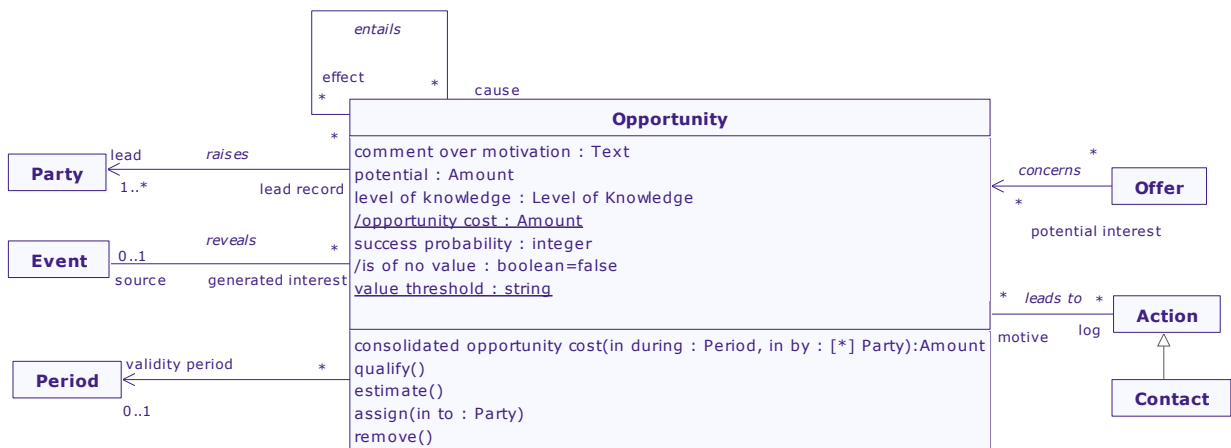 entails
effect
*
*
cause
Opportunity
comment over motivation : Text
potential : Amount
level of knowledge : Level of Knowledge
/opportunity cost : Amount
success probability : integer
/is of no value : boolean=false
value threshold : string
consolidated opportunity cost(in during : Period, in by : [*] Party):Amount
qualify()
estimate()
assign(in to : Party)
remove()
Party
lead
1..*
raises
*
lead record
Event
0..1
source
reveals
*
generated interest
Period
validity period
0..1
*
*
concerns
*
potential interest
Offer
*
leads to
*
motive
log
Action
Contact